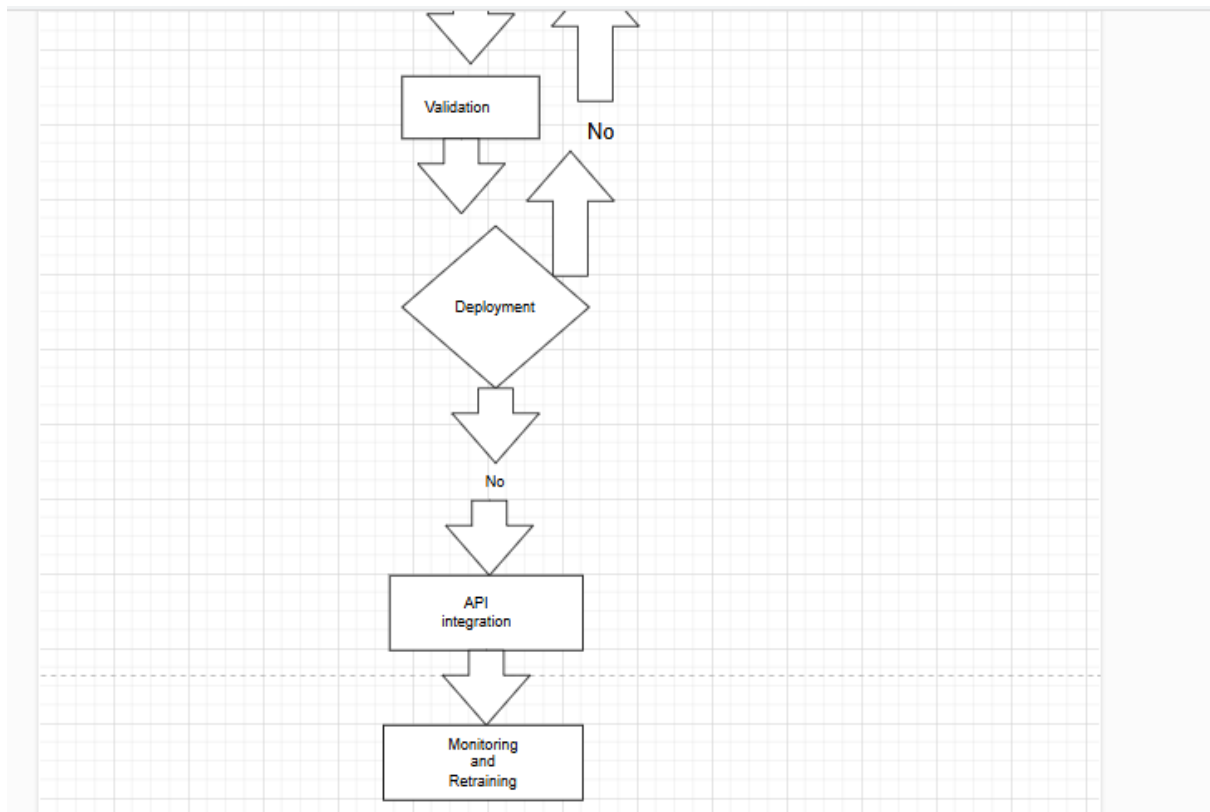 Validation
No
Deployment
No
API
integration
Monitoring
and
Retraining